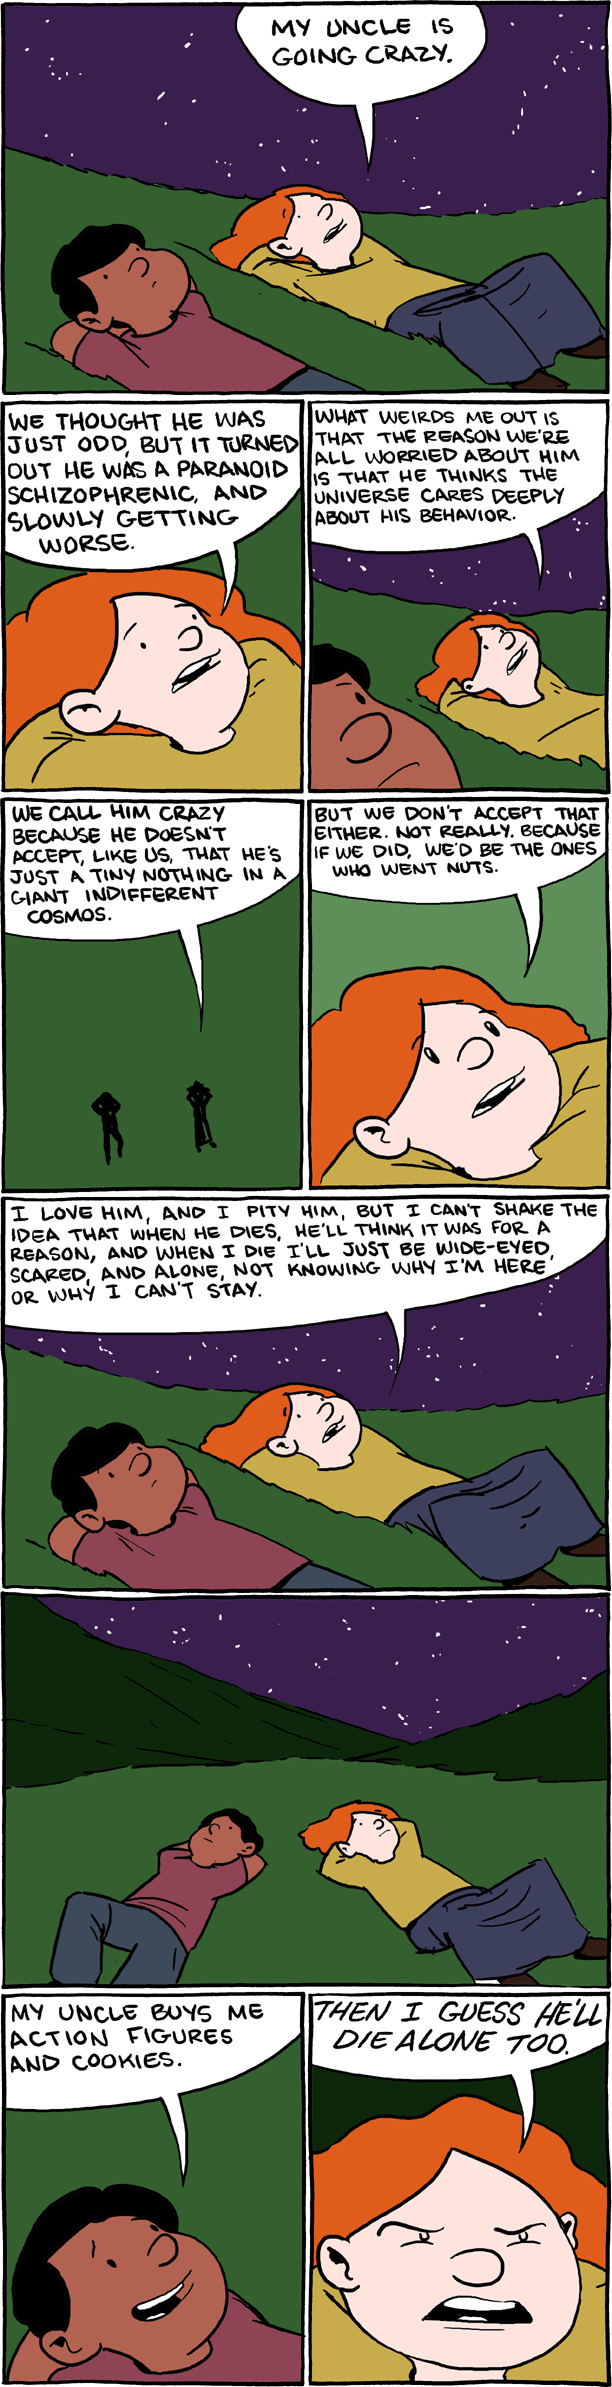 MY UNCLE IS
GOING CRAZY.
WE THOUGHT HE WAS
JUST ODD, BUT IT TURNED
OUT HE WAS A PARANOID
SCHIZOPHRENIC, AND
SLOWLY GETTING
WORSE.
WHAT WEIRDS ME OUT IS
THAT THE REASON WE'RE
ALL WORRIED ABOUT HIM
IS THAT HE THINKS THE
UNIVERSE CARES DEEPLY
ABOUT HIS BEHAVIOR.
WE CALL HIM CRAZY
BECAUSE HE DOESN'T
ACCEPT, LIKE US, THAT HE'S
JUST A TINY NOTHING IN A
GIANT INDIFFERENT
COSMOS.
BUT WE DON'T ACCEPT THAT
EITHER. NOT REALLY. BECAUSE
IF WE DID, WE'D BE THE ONES
WHO WENT NUTS.
I LOVE HIM, AND I PITY HIM, BUT I CAN'T SHAKE THE
IDEA THAT WHEN HE DIES, HE'LL THINK IT WAS FOR A
REASON, AND WHEN I DIE I'LL JUST BE WIDE-EYED,
SCARED, AND ALONE, NOT KNOWING WHY I'M HERE
OR WHY I CAN'T STAY.
MY UNCLE BUYS ME
ACTION FIGURES
AND COOKIES.
THEN I GUESS HE'LL
DIE ALONE TOO.